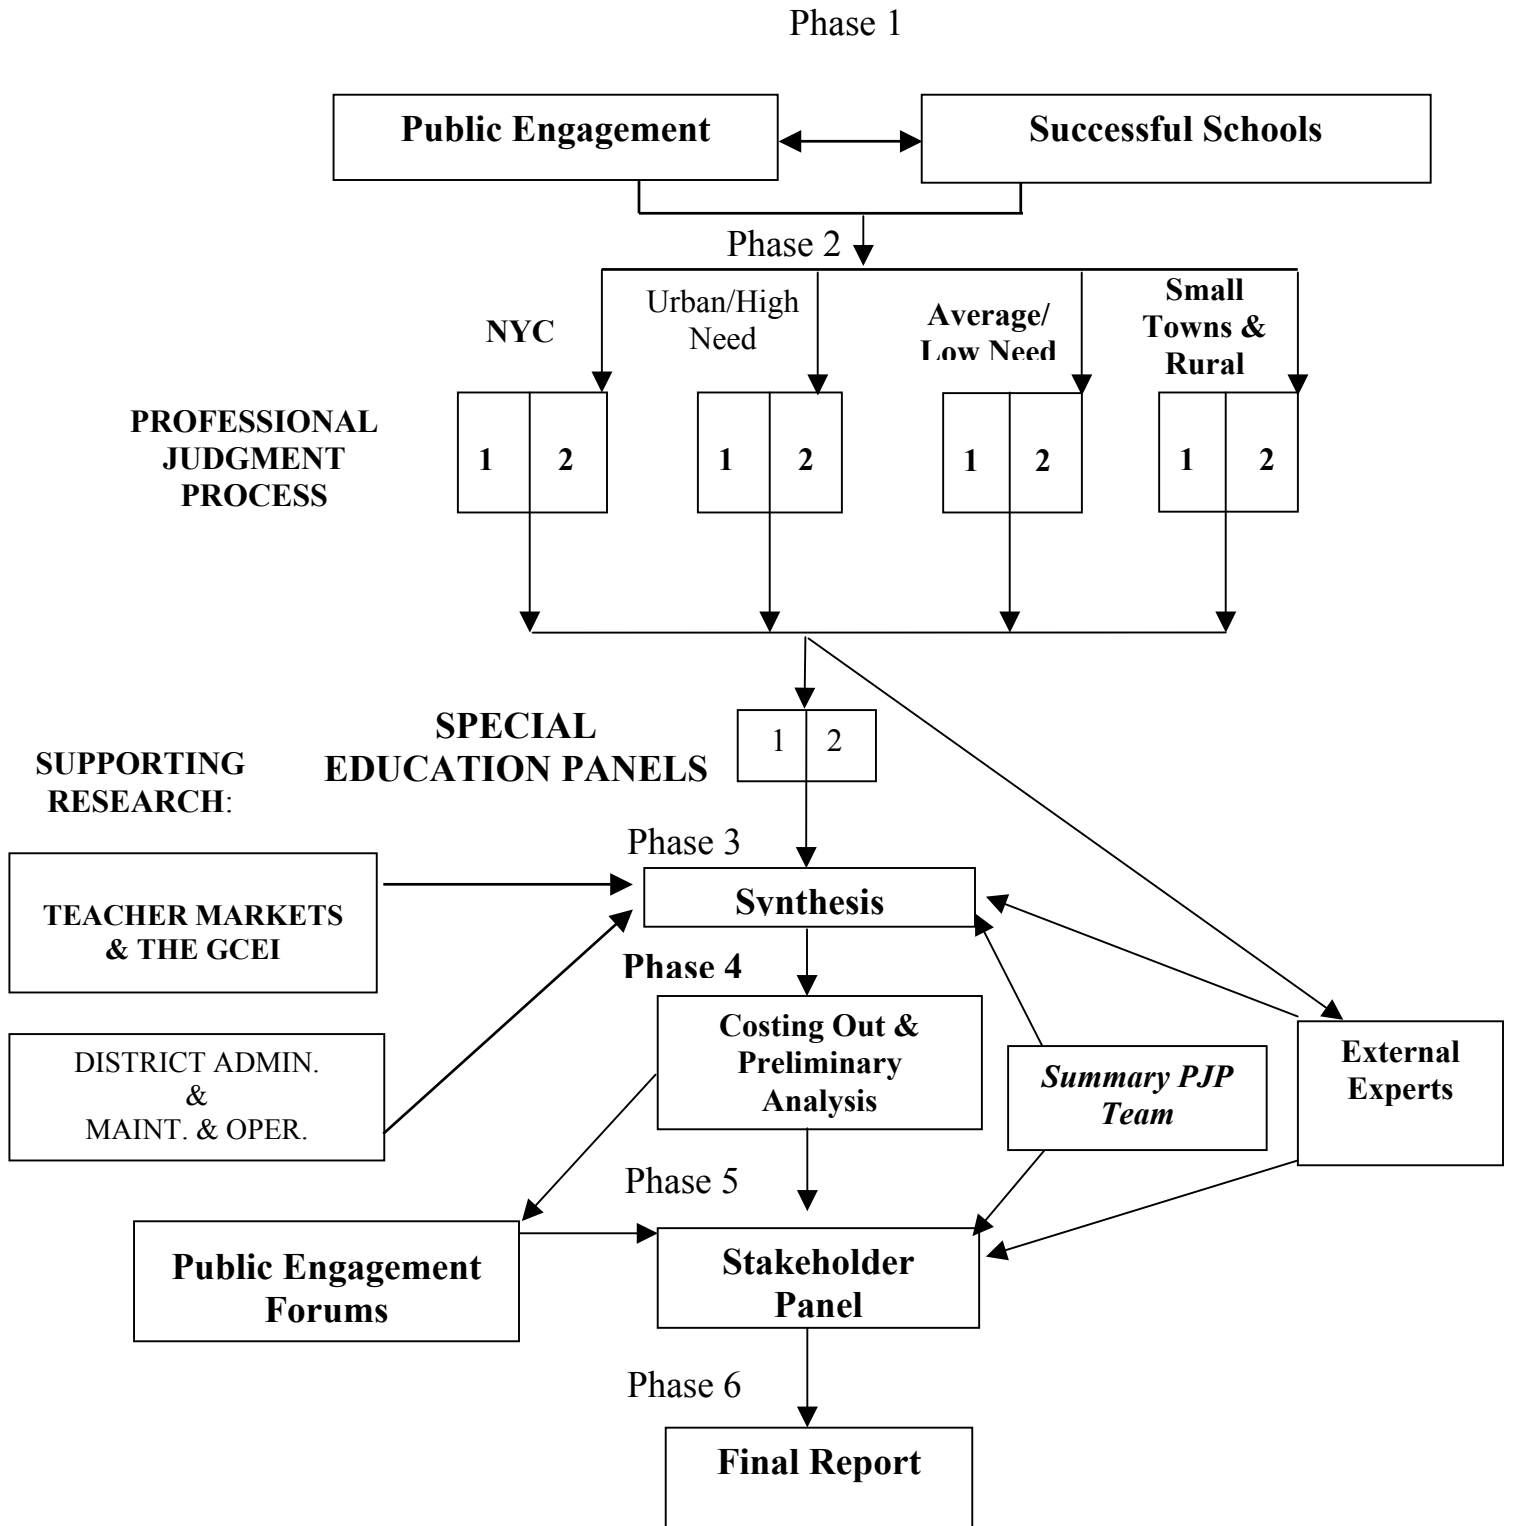 Phase 1
Public Engagement
Successful Schools
Phase 2
NYC
Urban/High
Need
Average/
Low Need
Small
Towns &
Rural
PROFESSIONAL
JUDGMENT
PROCESS
1 2
1 2
1 2
1 2
SPECIAL
EDUCATION PANELS
1 2
SUPPORTING
RESEARCH:
Phase 3
TEACHER MARKETS
& THE GCEI
Synthesis
Phase 4
DISTRICT ADMIN.
&
MAINT. & OPER.
Costing Out &
Preliminary
Analysis
Summary PJP
Team
External
Experts
Phase 5
Public Engagement
Forums
Stakeholder
Panel
Phase 6
Final Report